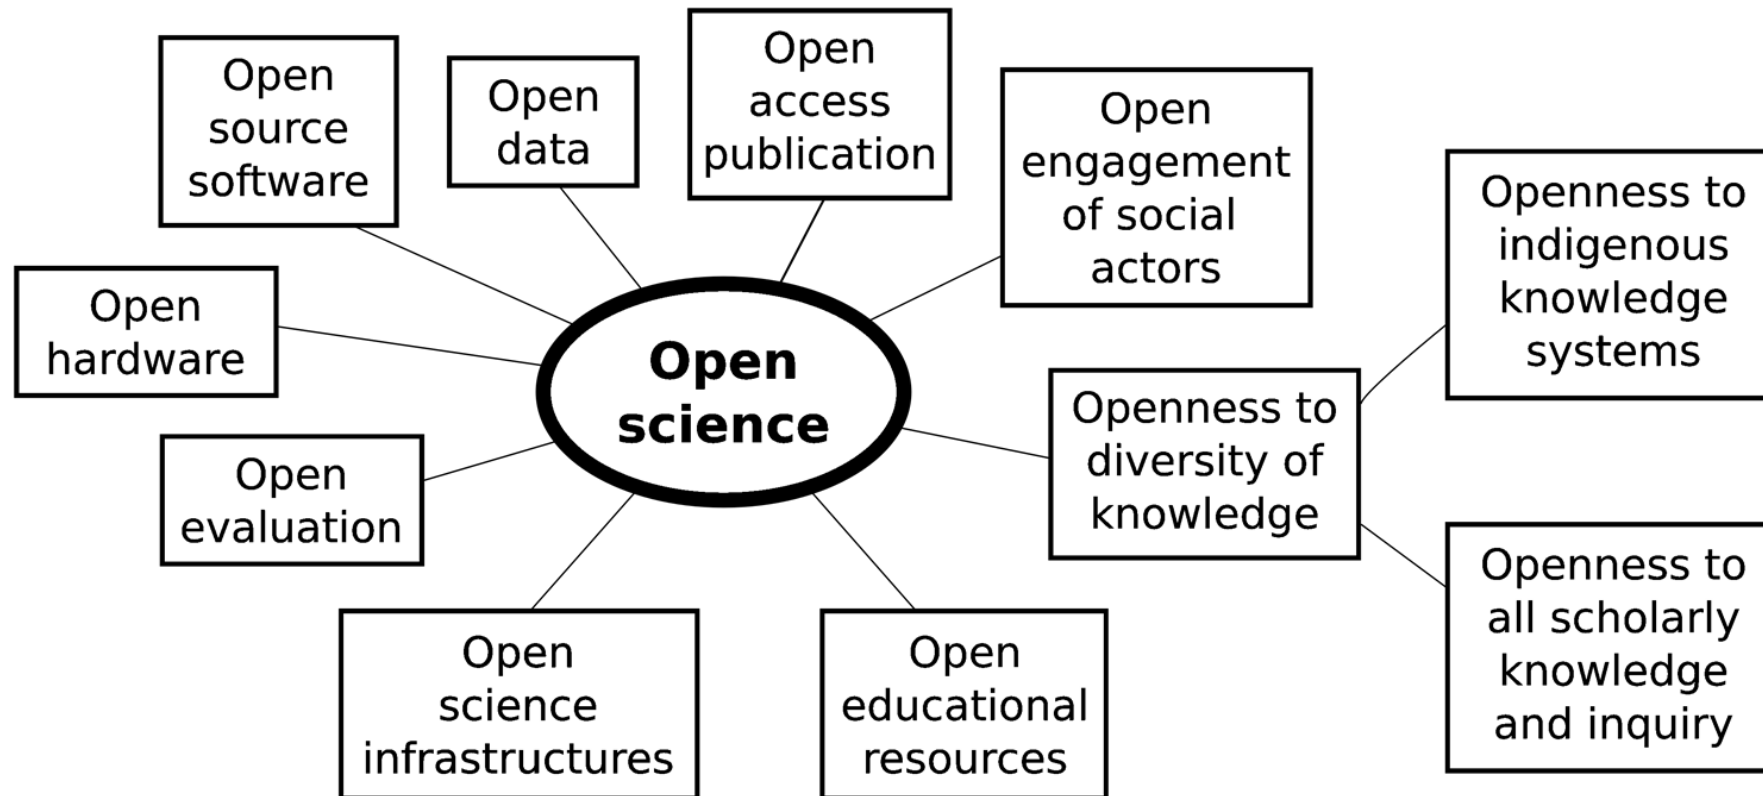 Open
source
software
Open
data
Open
access
publication
Open
engagement
of social
actors
Openness to
indigenous
knowledge
systems
Open
hardware
Open
science
Openness to
diversity of
knowledge
Open
evaluation
Openness to
all scholarly
knowledge
and inquiry
Open
science
infrastructures
Open
educational
resources